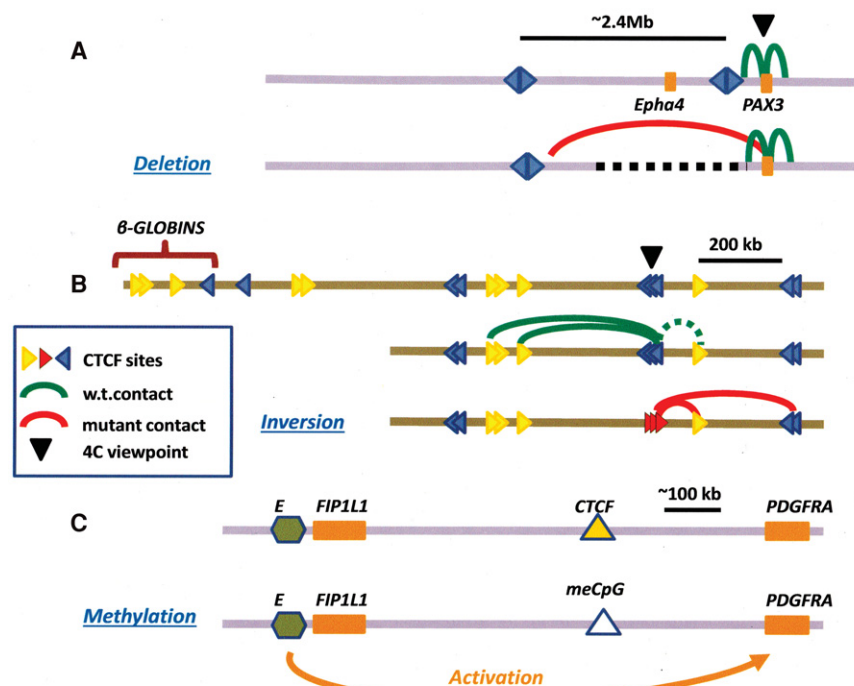 A
~2.4Mb
Epha4
PAX3
Deletion
β-GLOBINS
200 kb
B
CTCF sites
w.t.contact
mutant contact
4C viewpoint
Inversion
~100 kb
C
E
FIP1L1
CTCF
PDGFRA
meCpG
E
FIP1L1
PDGFRA
Methylation
Activation